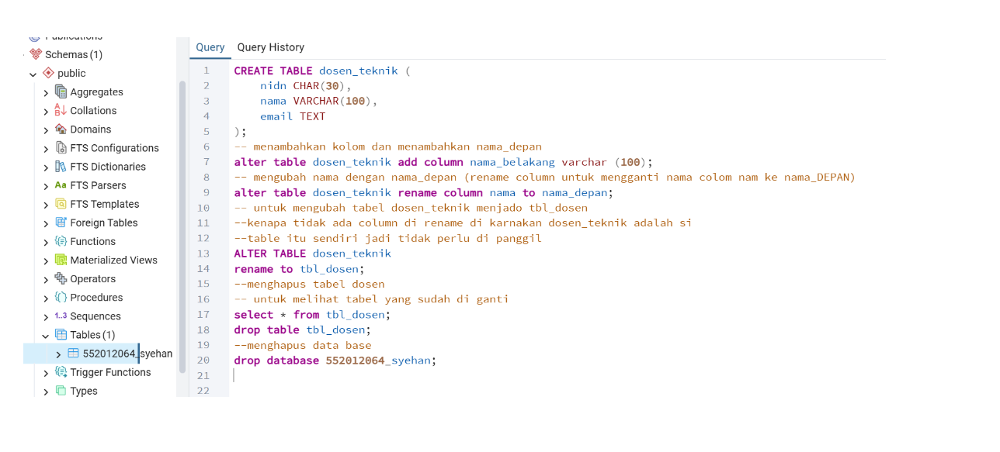 Publications
Schemas (1)
public
Aggregates
Collations
Domains
FTS Configurations
FTS Dictionaries
Aa FTS Parsers
FTS Templates
Foreign Tables
Functions
Materialized Views
Operators
Procedures
1..3 Sequences
Tables (1)
552012064_syehan
Trigger Functions
Types
Query Query History
1 CREATE TABLE dosen_teknik (
2 nidn CHAR(30),
3 nama VARCHAR(100),
4 email TEXT
5 );
6 -- menambahkan kolom dan menambahkan nama_depan
7 alter table dosen_teknik add column nama_belakang varchar (100);
8 -- mengubah nama dengan nama_depan (rename column untuk mengganti nama colom nam ke nama_DEPAN)
9 alter table dosen_teknik rename column nama to nama_depan;
10 -- untuk mengubah tabel dosen_teknik menjado tbl_dosen
11 --kenapa tidak ada column di rename di karnakan dosen_teknik adalah si
12 --table itu sendiri jadi tidak perlu di panggil
13 ALTER TABLE dosen_teknik
14 rename to tbl_dosen;
15 --menghapus tabel dosen
16 -- untuk melihat tabel yang sudah di ganti
17 select * from tbl_dosen;
18 drop table tbl_dosen;
19 --menghapus data base
20 drop database 552012064_syehan;
21
22